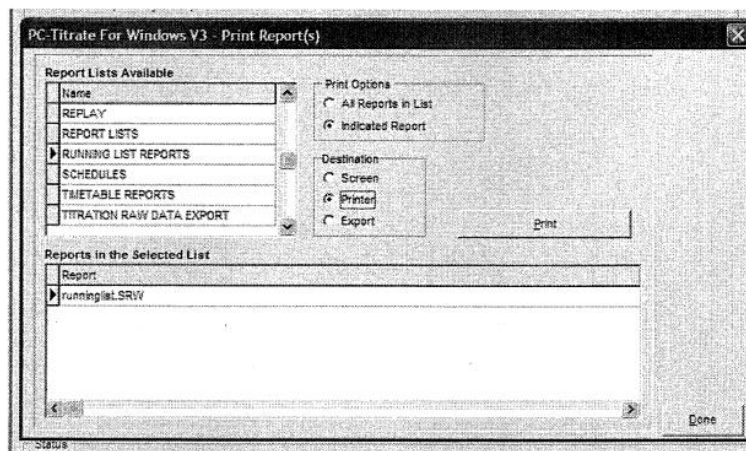 PC-Titrate For Windows V3 - Print Report(s)
Report Lists Available
Name
REPLAY
REPORT LISTS
RUNNING LIST REPORTS
SCHEDULES
TIMETABLE REPORTS
TITRATION RAW DATA EXPORT
Print Options
All Reports in List
Indicated Report
Destination
Screen
Printer
Export
Print
Reports in the Selected List
Report
runninglist.SRW
Done
Status